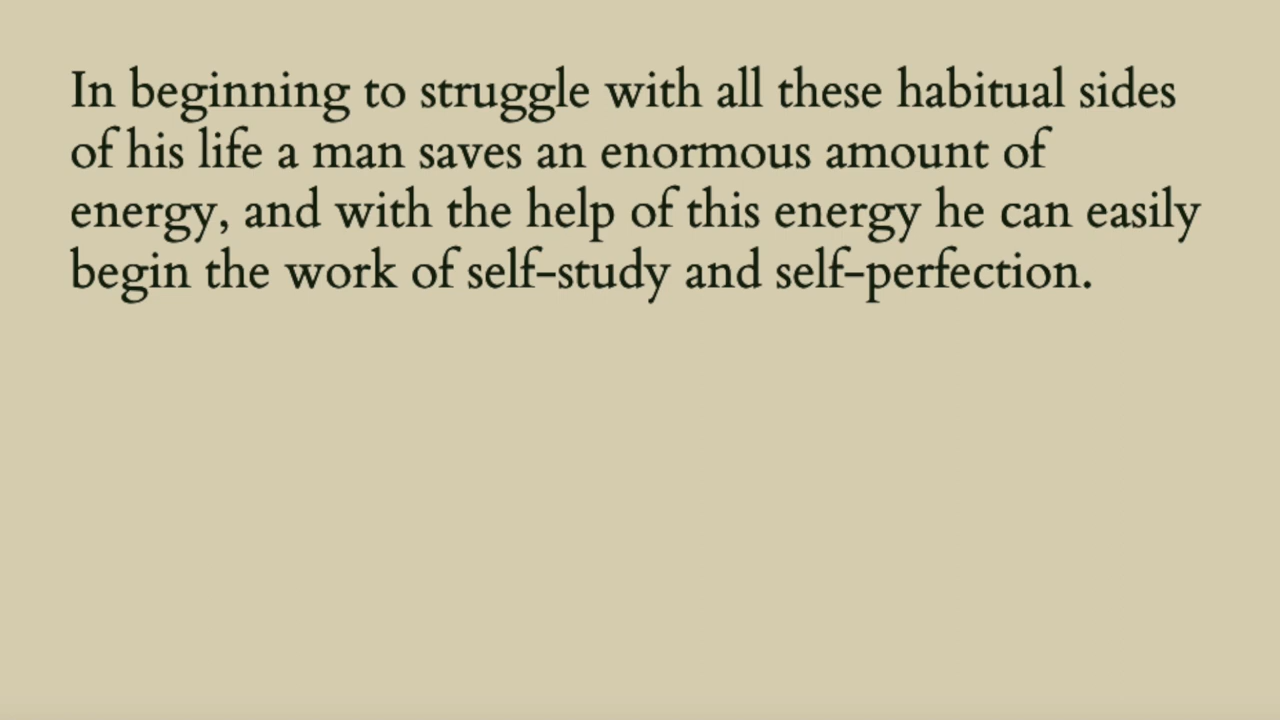 In beginning to struggle with all these habitual sides
of his life a man saves an enormous amount of
energy, and with the help of this energy he can easily
begin the work of self-study and self-perfection.